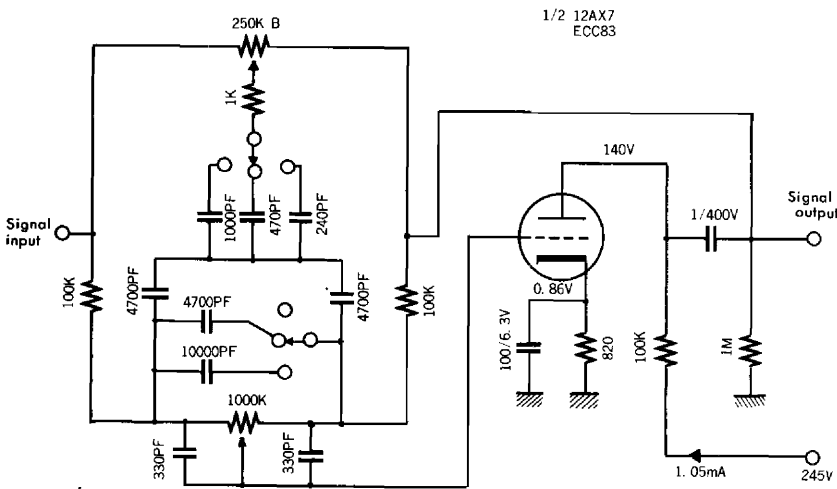 250K B
1/2 12AX7
ECC83
1K
140V
Signal
input
1000PF
470PF
240PF
Signal
output
1/400V
100K
4700PF
4700PF
4700PF
100K
0.86V
10000PF
100/6.3V
820
100K
1M
1000K
330PF
330PF
1.05mA
245V